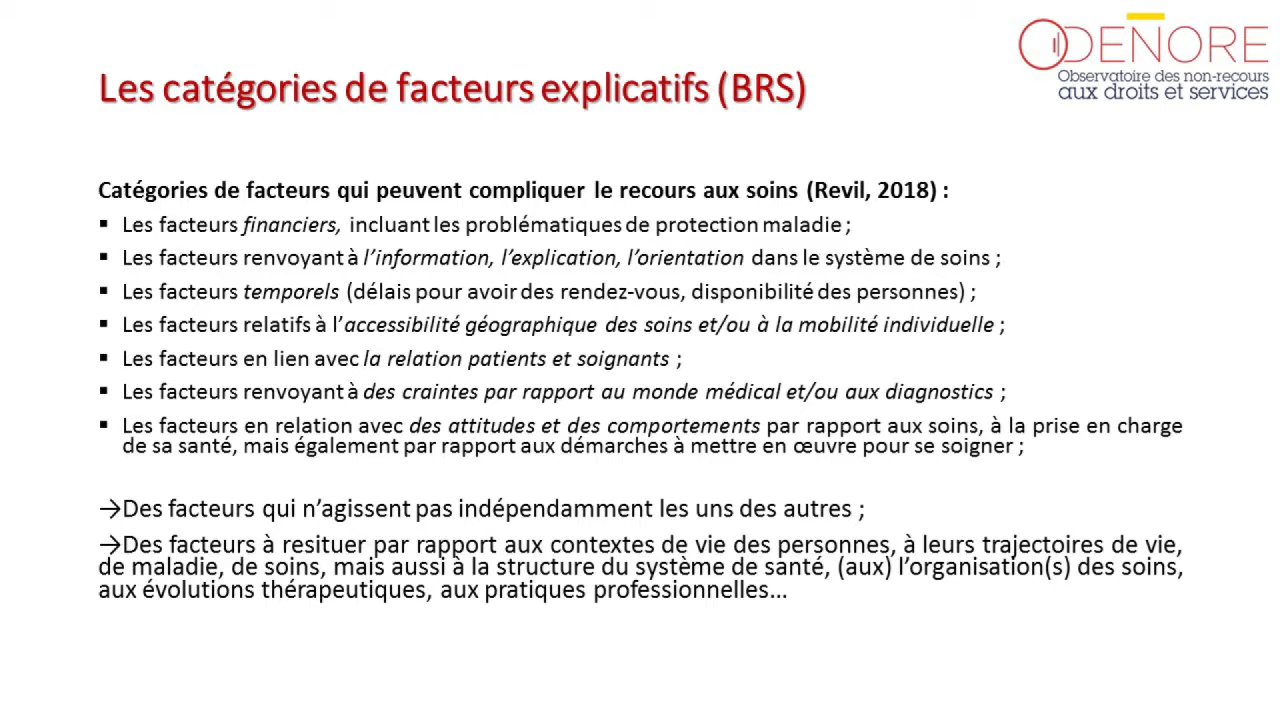 ODENORE
Observatoire des non-recours
aux droits et services
Les catégories de facteurs explicatifs (BRS)
Catégories de facteurs qui peuvent compliquer le recours aux soins (Revil, 2018) :
▪ Les facteurs financiers, incluant les problématiques de protection maladie ;
▪ Les facteurs renvoyant à l’information, l’explication, l’orientation dans le système de soins ;
▪ Les facteurs temporels (délais pour avoir des rendez-vous, disponibilité des personnes) ;
▪ Les facteurs relatifs à l’accessibilité géographique des soins et/ou à la mobilité individuelle ;
▪ Les facteurs en lien avec la relation patients et soignants ;
▪ Les facteurs renvoyant à des craintes par rapport au monde médical et/ou aux diagnostics ;
▪ Les facteurs en relation avec des attitudes et des comportements par rapport aux soins, à la prise en charge
de sa santé, mais également par rapport aux démarches à mettre en œuvre pour se soigner ;
→Des facteurs qui n’agissent pas indépendamment les uns des autres ;
→Des facteurs à resituer par rapport aux contextes de vie des personnes, à leurs trajectoires de vie,
de maladie, de soins, mais aussi à la structure du système de santé, (aux) l’organisation(s) des soins,
aux évolutions thérapeutiques, aux pratiques professionnelles…